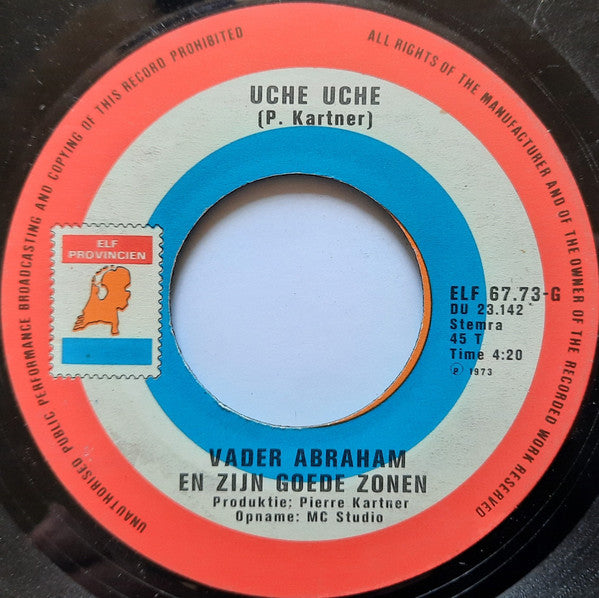 UNAUTHORISED PUBLIC PERFORMANCE BROADCASTING AND COPYING OF THIS RECORD PROHIBITED
ALL RIGHTS OF THE MANUFACTURER AND OF THE OWNER OF THE RECORDED WORK RESERVED
UCHE UCHE
(P. Kartner)
ELF
PROVINCIEN
ELF 67.73-G
DU 23.142
Stemra
45 T
Time 4:20
℗ 1973
VADER ABRAHAM
EN ZIJN GOEDE ZONEN
Produktie: Pierre Kartner
Opname: MC Studio